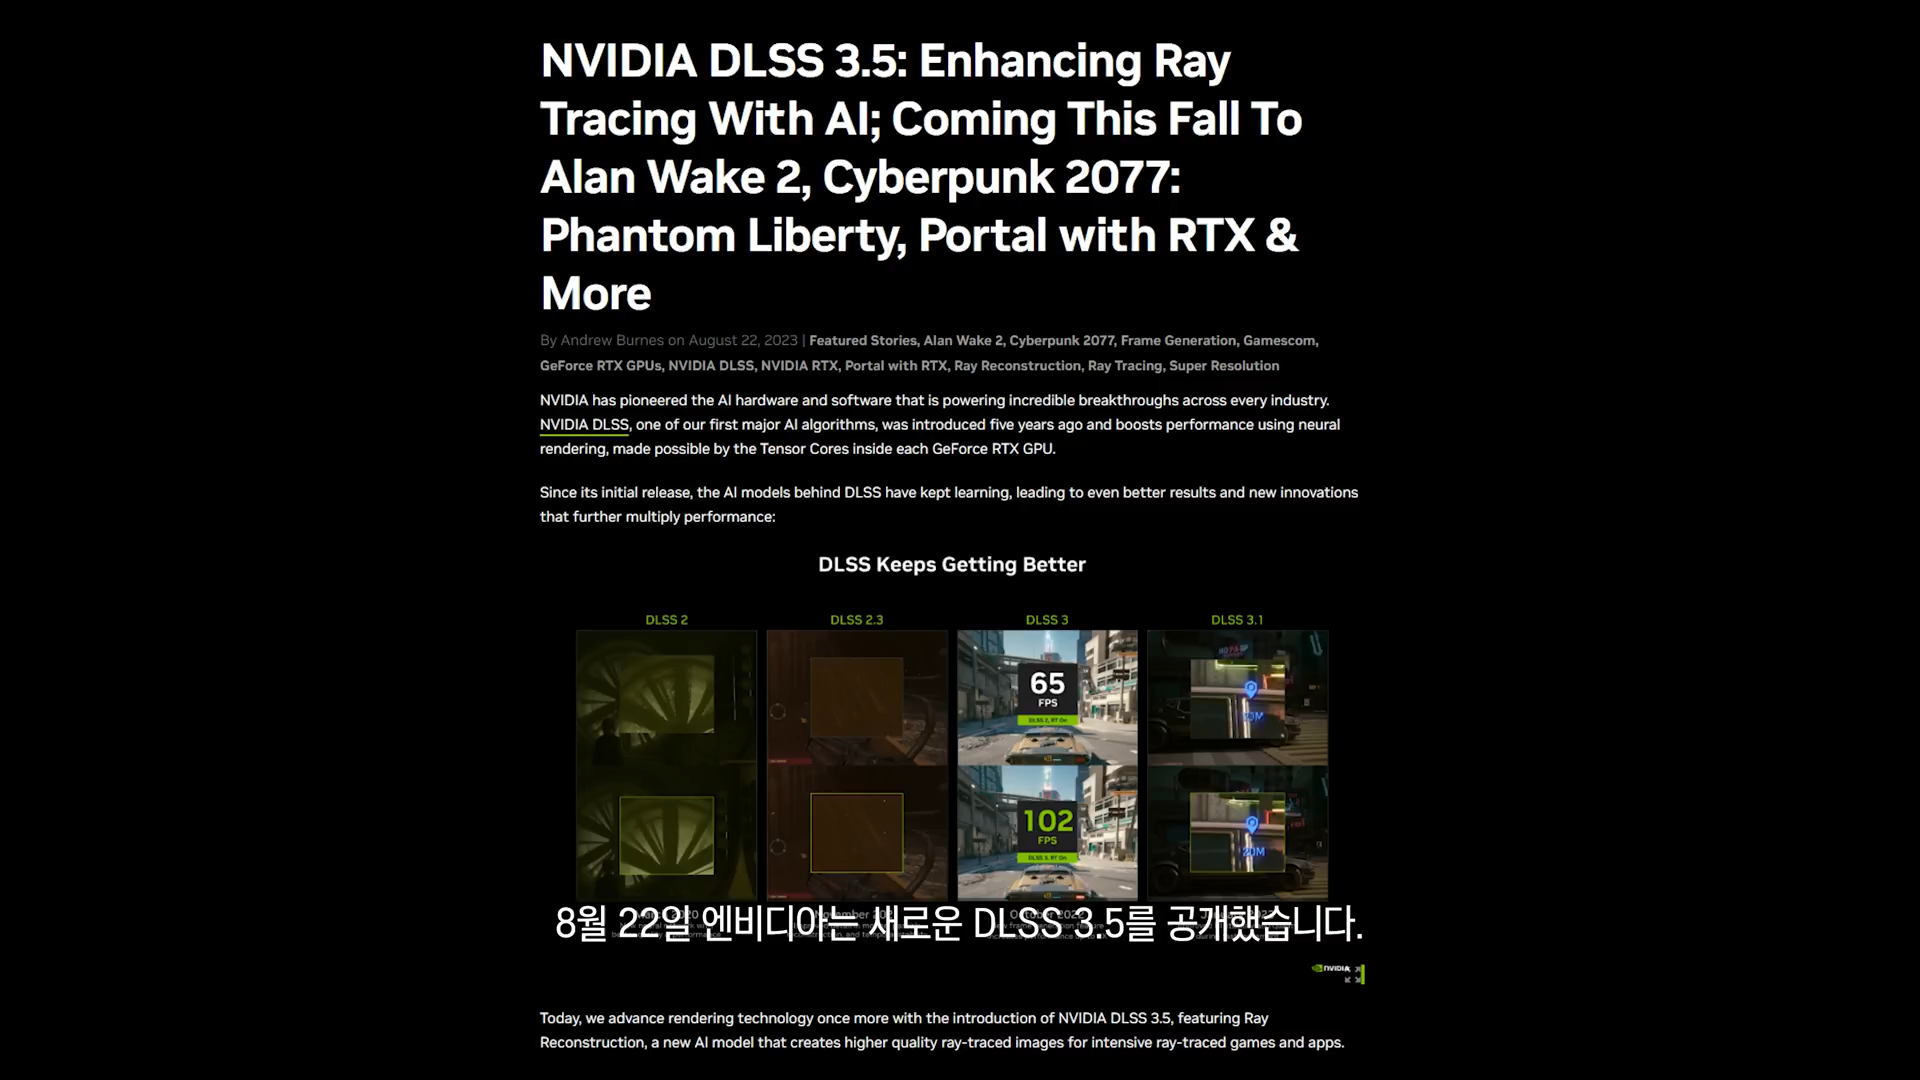 NVIDIA DLSS 3.5: Enhancing Ray
Tracing With AI; Coming This Fall To
Alan Wake 2, Cyberpunk 2077:
Phantom Liberty, Portal with RTX &
More
By Andrew Burnes on August 22, 2023 | Featured Stories, Alan Wake 2, Cyberpunk 2077, Frame Generation, Gamescom,
GeForce RTX GPUs, NVIDIA DLSS, NVIDIA RTX, Portal with RTX, Ray Reconstruction, Ray Tracing, Super Resolution
NVIDIA has pioneered the AI hardware and software that is powering incredible breakthroughs across every industry.
NVIDIA DLSS, one of our first major AI algorithms, was introduced five years ago and boosts performance using neural
rendering, made possible by the Tensor Cores inside each GeForce RTX GPU.
Since its initial release, the AI models behind DLSS have kept learning, leading to even better results and new innovations
that further multiply performance:
DLSS Keeps Getting Better
DLSS 2 DLSS 2.3 DLSS 3 DLSS 3.1
65
FPS
DLSS 2, RT On
102
FPS
DLSS 3, RT On
20M
8월 22일 엔비디아는 새로운 DLSS 3.5를 공개했습니다.
NVIDIA
Today, we advance rendering technology once more with the introduction of NVIDIA DLSS 3.5, featuring Ray
Reconstruction, a new AI model that creates higher quality ray-traced images for intensive ray-traced games and apps.